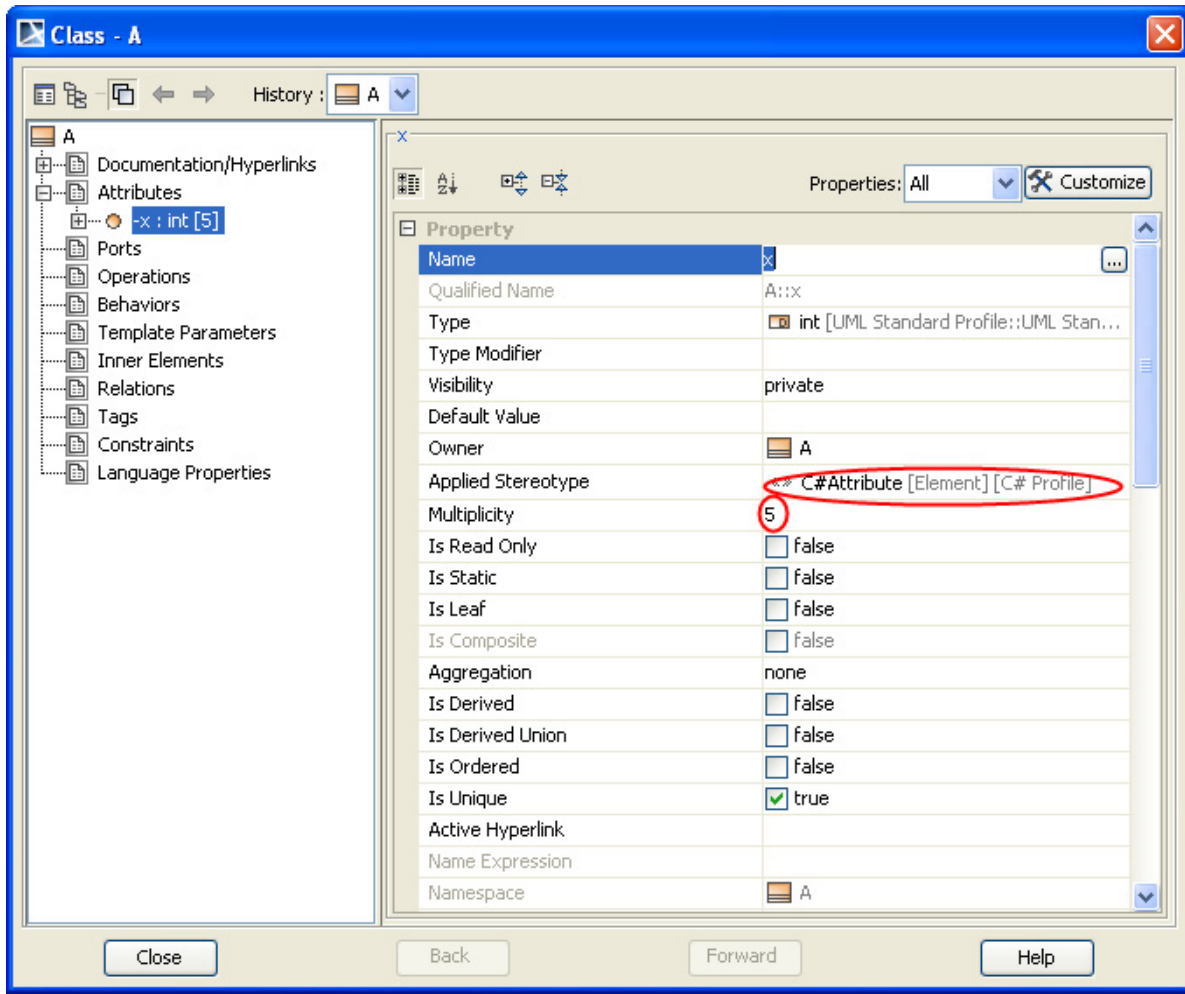 Class - A
History : A
A
Documentation/Hyperlinks
Attributes
-x : int [5]
Ports
Operations
Behaviors
Template Parameters
Inner Elements
Relations
Tags
Constraints
Language Properties
x
Properties: All Customize
Property
Name x ...
Qualified Name A::x
Type int [UML Standard Profile::UML Stan...
Type Modifier
Visibility private
Default Value
Owner A
Applied Stereotype «» C#Attribute [Element] [C# Profile]
Multiplicity 5
Is Read Only false
Is Static false
Is Leaf false
Is Composite false
Aggregation none
Is Derived false
Is Derived Union false
Is Ordered false
Is Unique true
Active Hyperlink
Name Expression
Namespace A
Close Back Forward Help